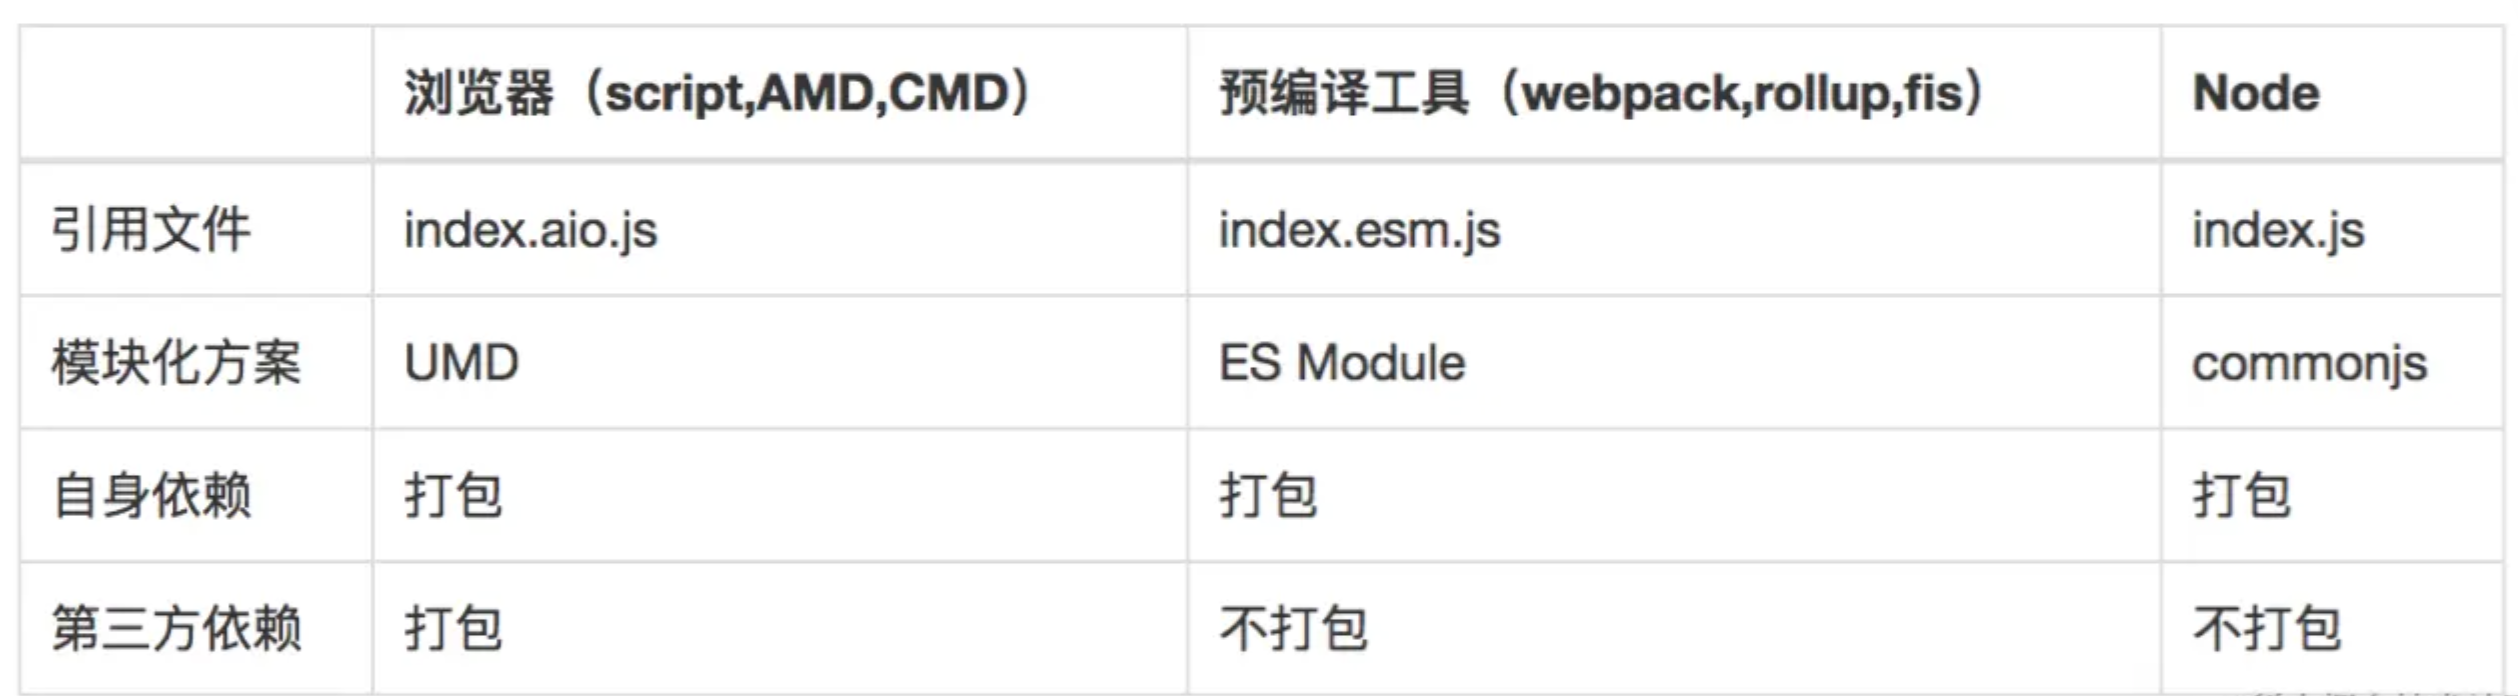 浏览器（script,AMD,CMD） 预编译工具（webpack,rollup,fis） Node
引用文件 index.aio.js index.esm.js index.js
模块化方案 UMD ES Module commonjs
自身依赖 打包 打包 打包
第三方依赖 打包 不打包 不打包